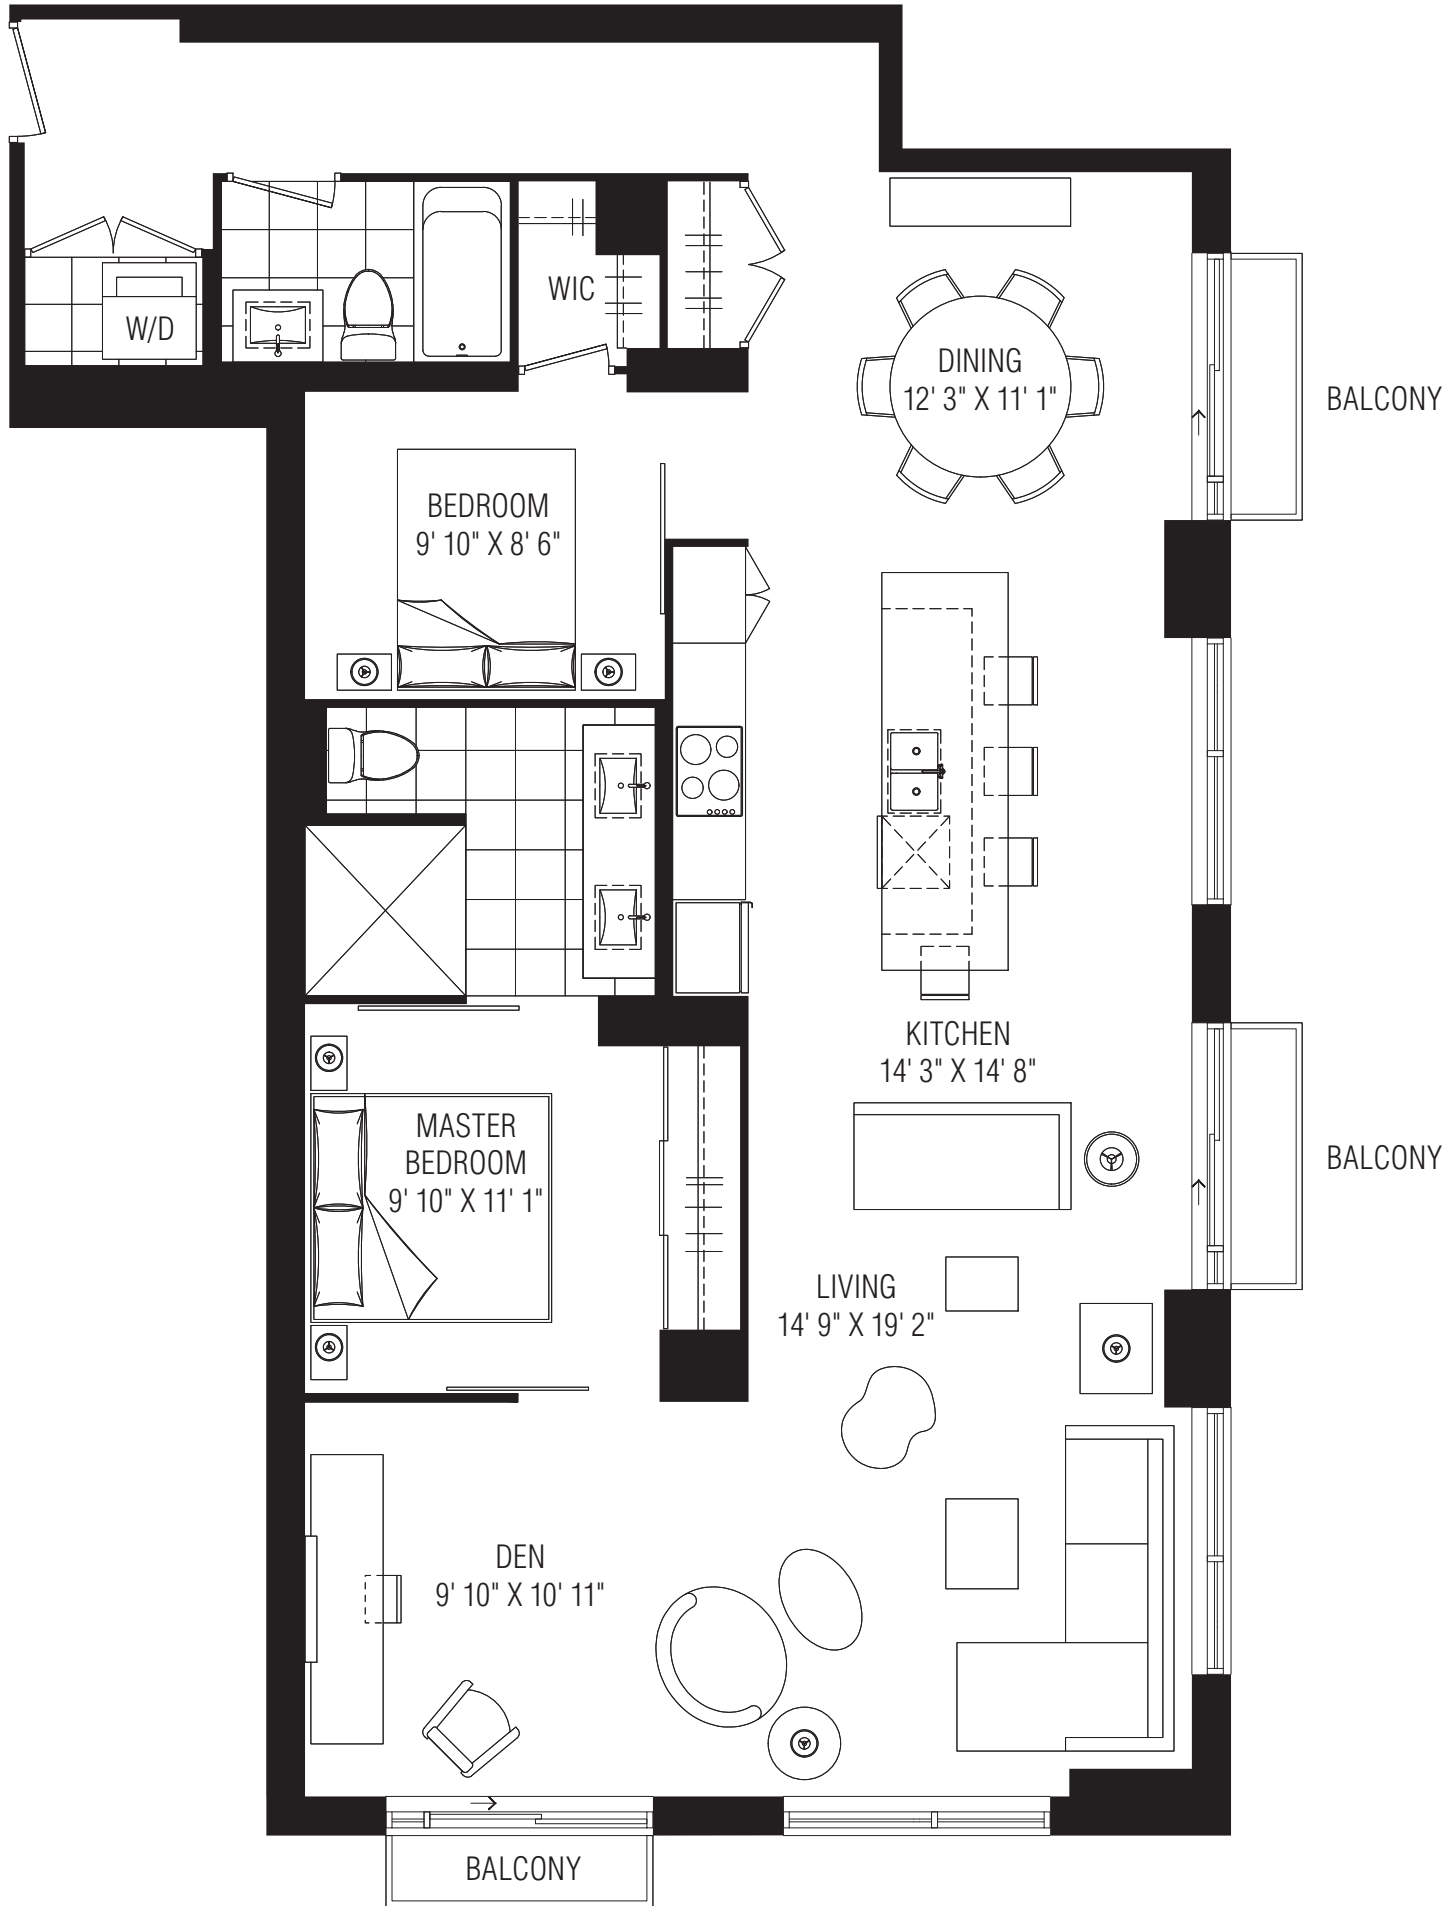 WIC
W/D
DINING
12' 3" X 11' 1"
BALCONY
BEDROOM
9' 10" X 8' 6"
KITCHEN
14' 3" X 14' 8"
MASTER
BEDROOM
9' 10" X 11' 1"
BALCONY
LIVING
14' 9" X 19' 2"
DEN
9' 10" X 10' 11"
BALCONY